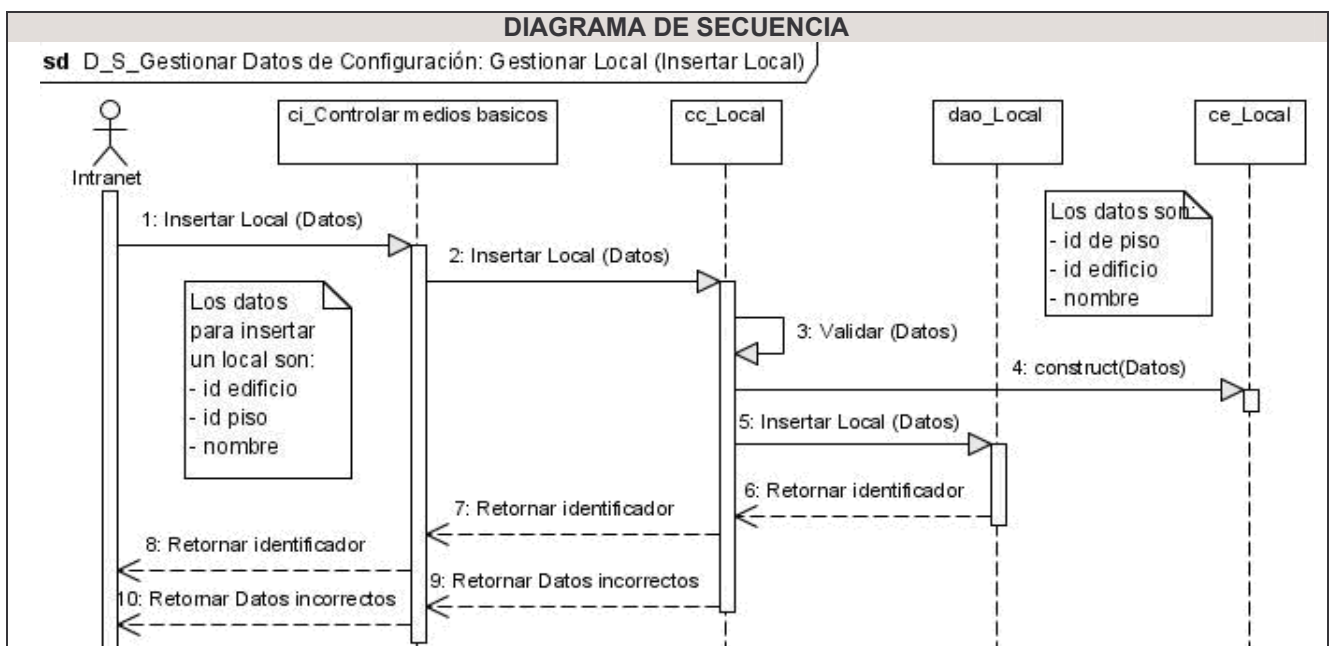 DIAGRAMA DE SECUENCIA
sd D_S_Gestionar Datos de Configuración: Gestionar Local (Insertar Local)
ci_Controlar medios basicos
cc_Local
dao_Local
ce_Local
Intranet
1: Insertar Local (Datos)
2: Insertar Local (Datos)
Los datos son:
- id de piso
- id edificio
- nombre
Los datos
para insertar
un local son:
- id edificio
- id piso
- nombre
3: Validar (Datos)
4: construct(Datos)
5: Insertar Local (Datos)
6: Retornar identificador
7: Retornar identificador
8: Retornar identificador
9: Retornar Datos incorrectos
10: Retornar Datos incorrectos